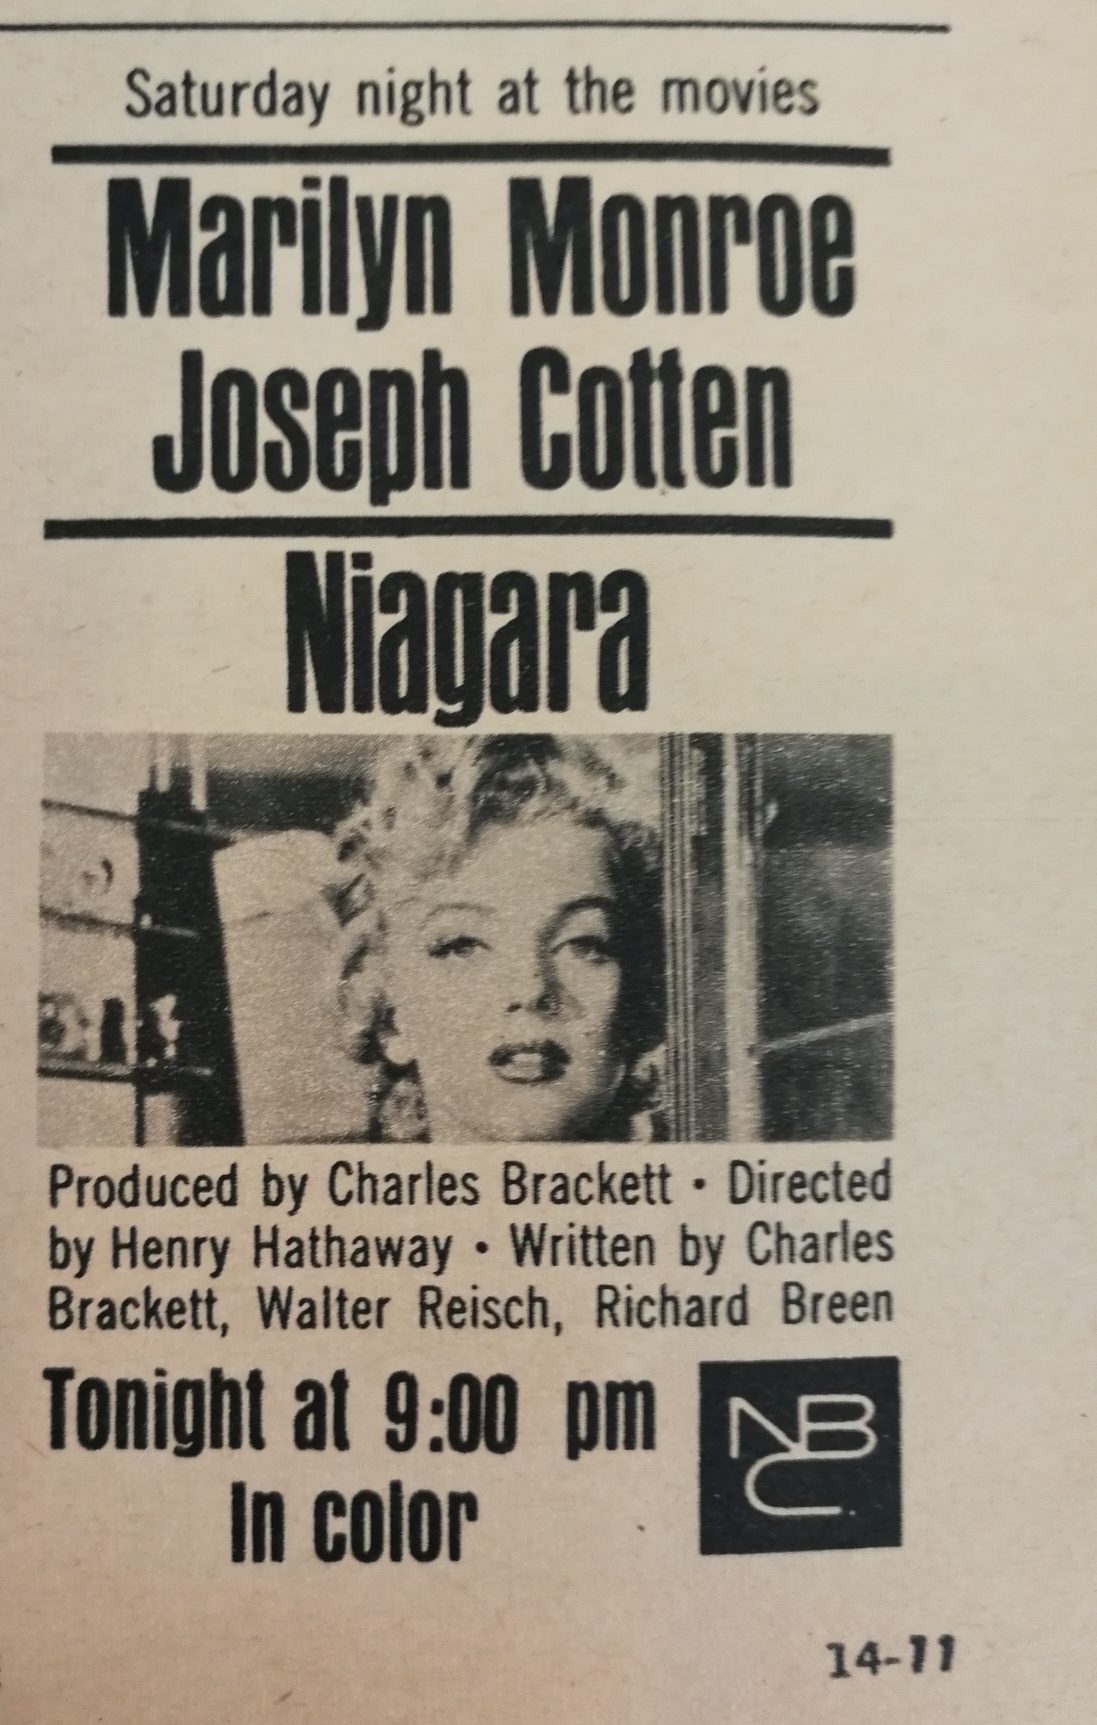 Saturday night at the movies
Marilyn Monroe
Joseph Cotten
Niagara
Produced by Charles Brackett • Directed
by Henry Hathaway • Written by Charles
Brackett, Walter Reisch, Richard Breen
Tonight at 9:00 pm
In color
NBC
14-11